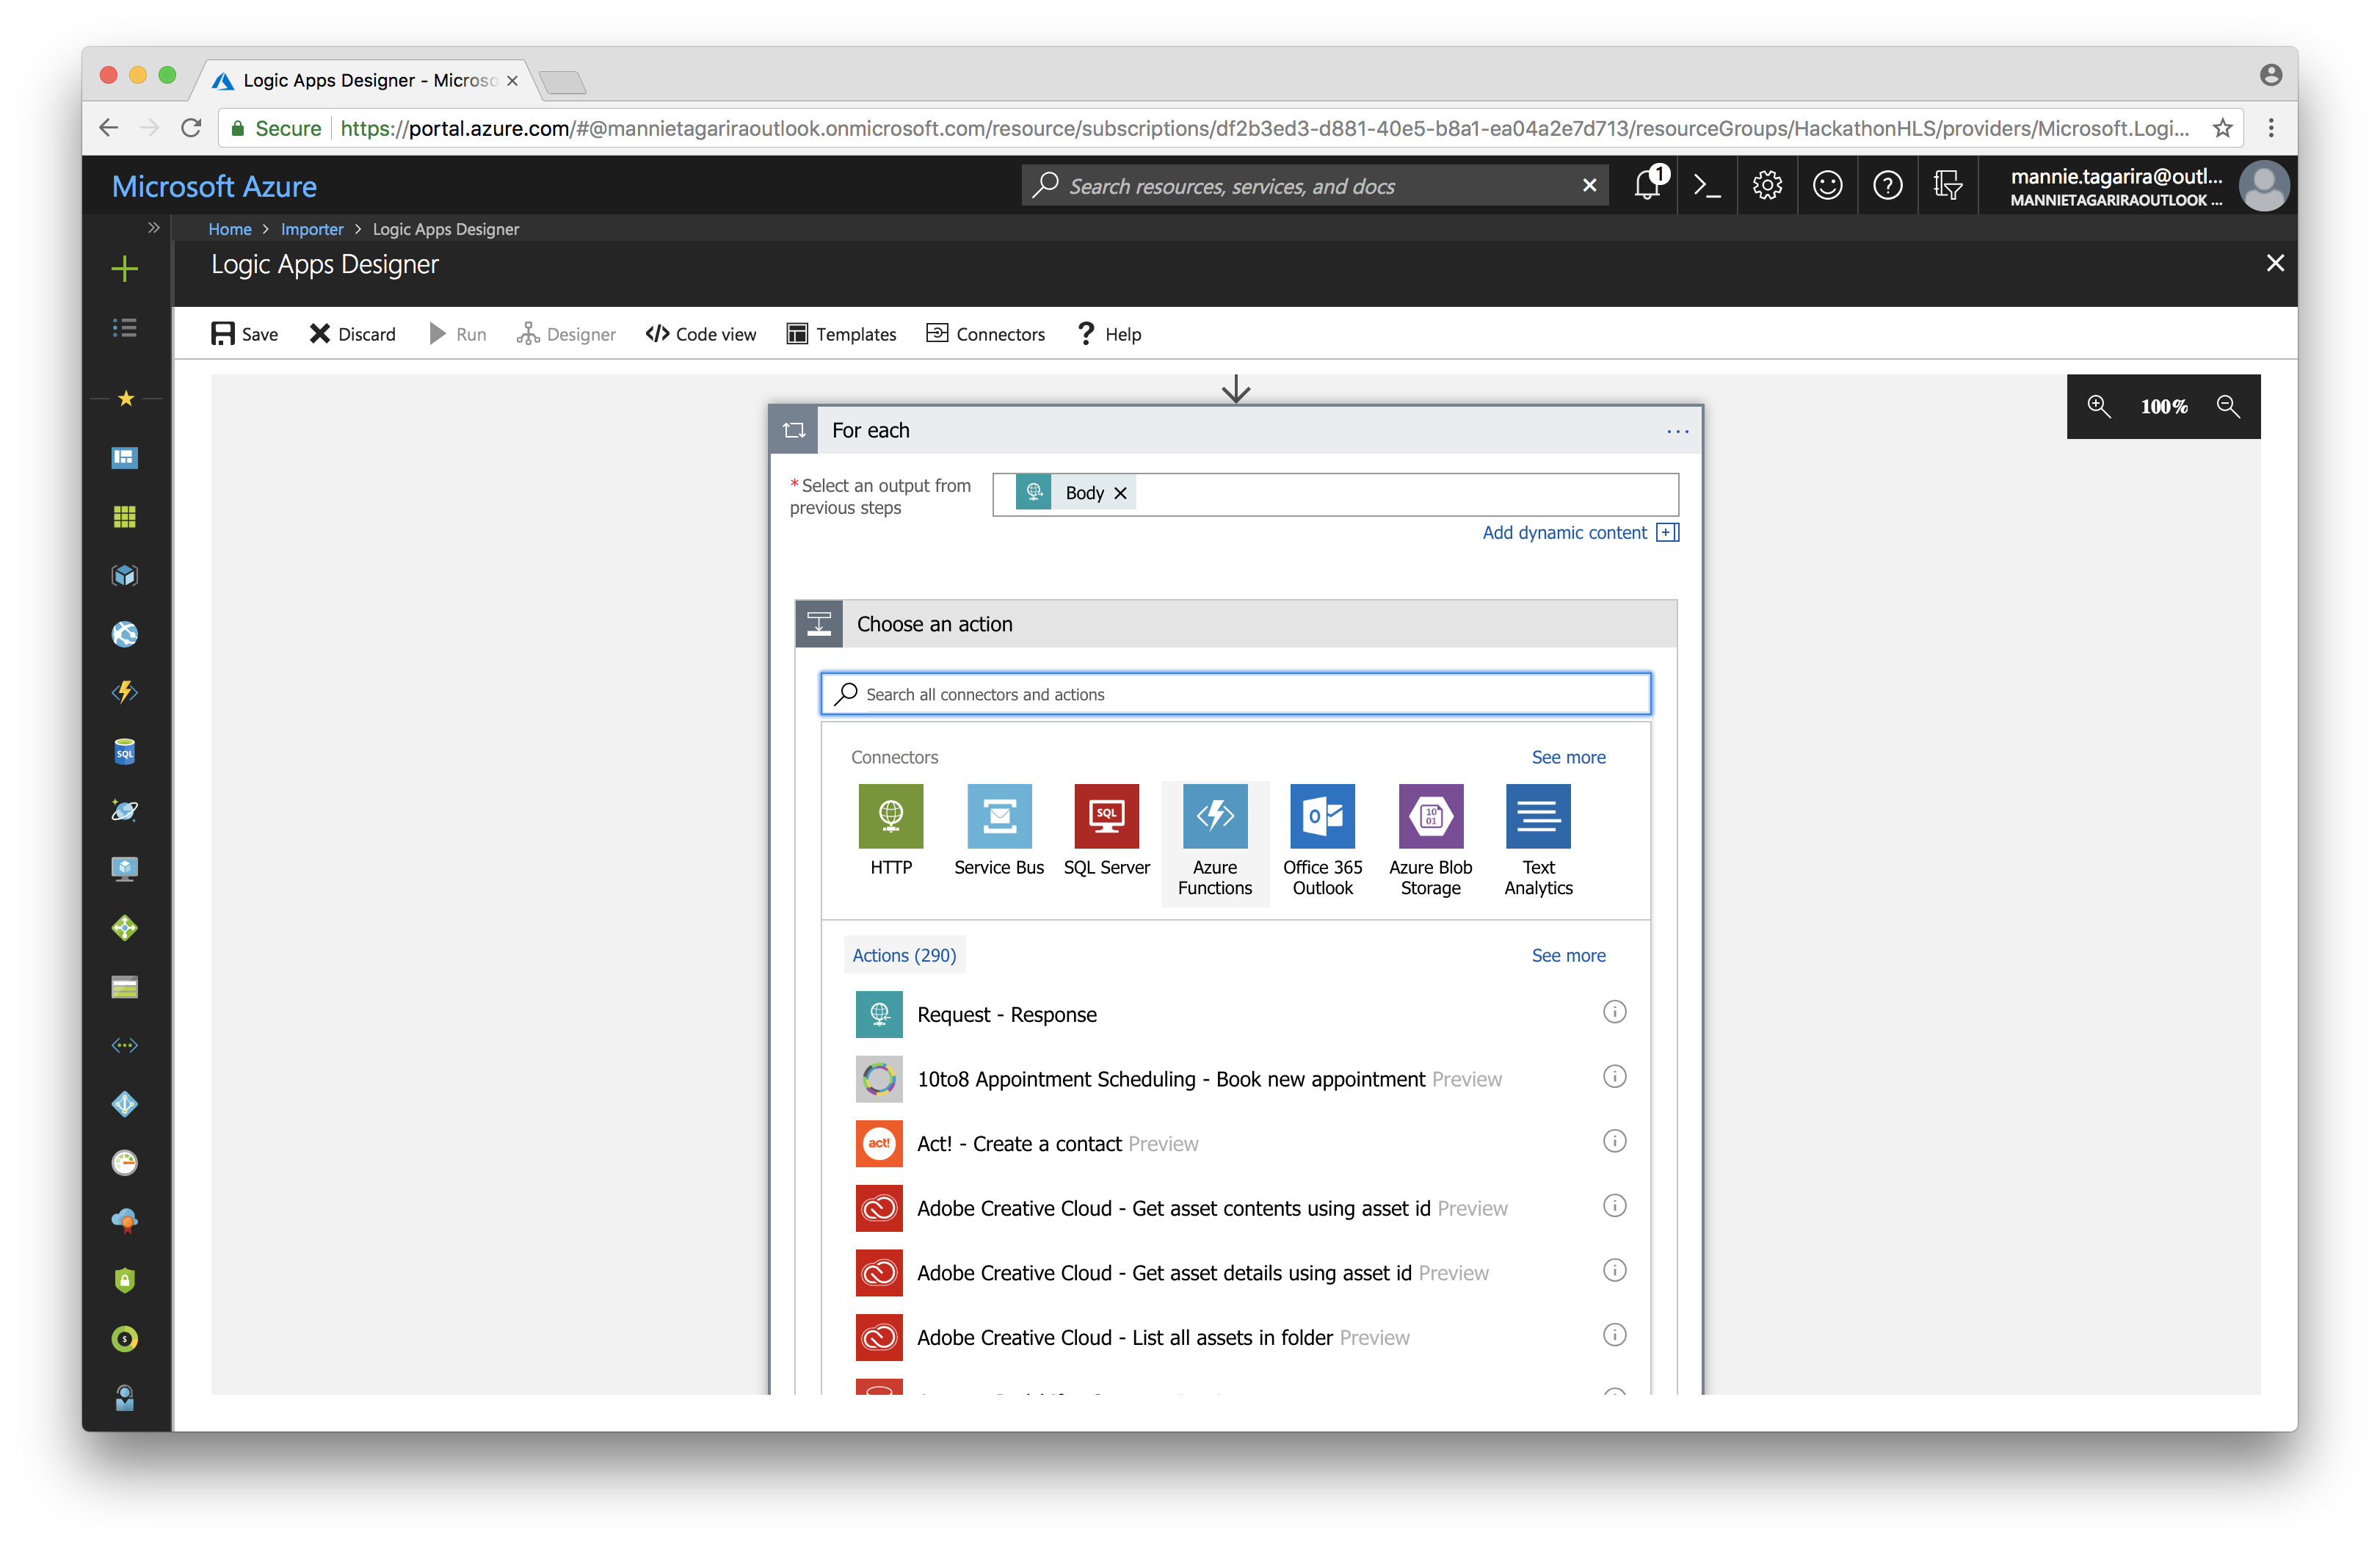 Logic Apps Designer - Microso
Secure https://portal.azure.com/#@mannietagariraoutlook.onmicrosoft.com/resource/subscriptions/df2b3ed3-d881-40e5-b8a1-ea04a2e7d713/resourceGroups/HackathonHLS/providers/Microsoft.Logi...
Microsoft Azure
Search resources, services, and docs
1
mannie.tagarira@outl...
MANNIETAGARIRAOUTLOOK ...
Home > Importer > Logic Apps Designer
Logic Apps Designer
Save Discard Run Designer Code view Templates Connectors ? Help
100%
For each
* Select an output from
previous steps
Body
Add dynamic content
Choose an action
Search all connectors and actions
Connectors See more
HTTP
Service Bus
SQL
SQL Server
Azure
Functions
Office 365
Outlook
10
01
Azure Blob
Storage
Text
Analytics
Actions (290) See more
Request - Response
10to8 Appointment Scheduling - Book new appointment Preview
act!
Act! - Create a contact Preview
Adobe Creative Cloud - Get asset contents using asset id Preview
Adobe Creative Cloud - Get asset details using asset id Preview
Adobe Creative Cloud - List all assets in folder Preview
SQL